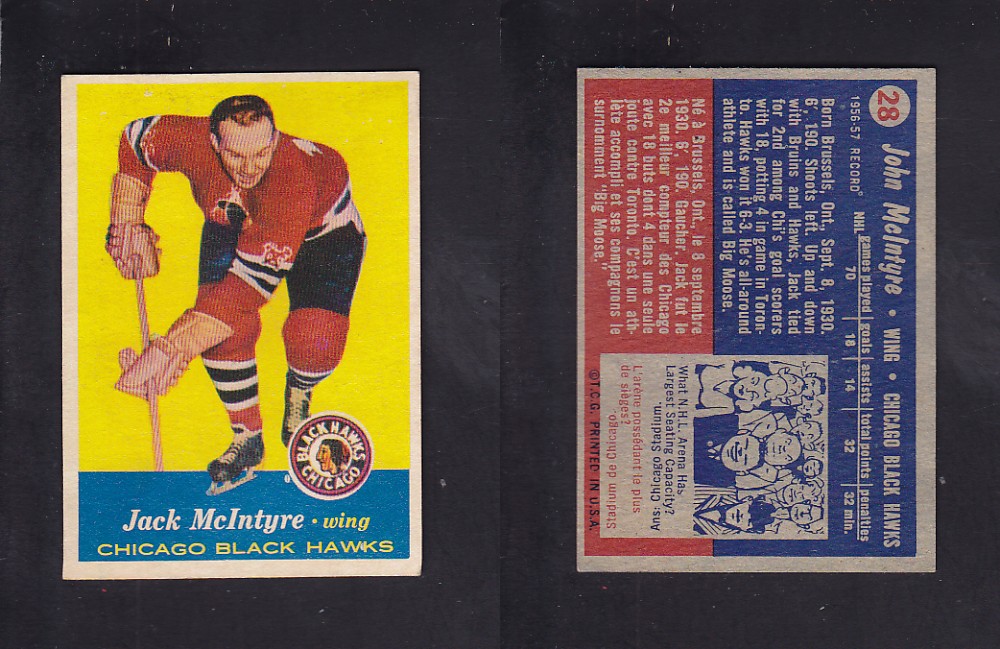 BLACK HAWKS
CHICAGO
Jack McIntyre • wing
CHICAGO BLACK HAWKS
28
John McIntyre • WING • CHICAGO BLACK HAWKS
1956-57 RECORD
games played goals assists total points penalties
NHL 70 18 14 32 32 min.
Born Brussels, Ont., Sept. 8, 1930.
6', 190. Shoots left. Up and down
with Bruins and Hawks, Jack tied
for 2nd among Chi's goal scorers
with 18, potting 4 in game in Toron-
to. Hawks won it 6-3. He's all-around
athlete and is called Big Moose.
Né à Brussels, Ont., le 8 septembre
1930. 6', 190. Gaucher. Jack fut le
2e meilleur compteur des Chicago
avec 18 buts dont 4 dans une seule
joute contre Toronto. C'est un ath-
lète accompli et ses compagnons le
surnomment "Big Moose."
What N.H.L. Arena Has
Largest Seating Capacity?
Ans: Chicago Stadium
L'arène possédant le plus
de sièges?
Stadium de Chicago.
©T.C.G. PRINTED IN U.S.A.